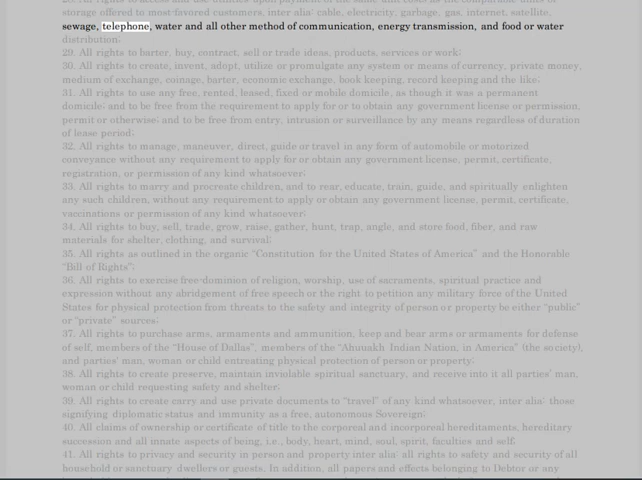 28. All rights to access and use utilities upon payment of the same unit costs as the comparable units of
storage offered to most-favored customers, inter alia: cable, electricity, garbage, gas, internet, satellite,
sewage, telephone, water and all other method of communication, energy transmission, and food or water
distribution;
29. All rights to barter, buy, contract, sell or trade ideas, products, services or work;
30. All rights to create, invent, adopt, utilize or promulgate any system or means of currency, private money,
medium of exchange, coinage, barter, economic exchange, book keeping, record keeping and the like;
31. All rights to use any free, rented, leased, fixed or mobile domicile, as though it was a permanent
domicile; and to be free from the requirement to apply for or to obtain any government license or permission,
permit or otherwise; and to be free from entry, intrusion or surveillance by any means regardless of duration
of lease period;
32. All rights to manage, maneuver, direct, guide or travel in any form of automobile or motorized
conveyance without any requirement to apply for or obtain any government license, permit, certificate,
registration, or permission of any kind whatsoever;
33. All rights to marry and procreate children, and to rear, educate, train, guide, and spiritually enlighten
any such children, without any requirement to apply or obtain any government license, permit, certificate,
vaccinations or permission of any kind whatsoever;
34. All rights to buy, sell, trade, grow, raise, gather, hunt, trap, angle, and store food, fiber, and raw
materials for shelter, clothing, and survival;
35. All rights as outlined in the organic “Constitution for the United States of America” and the Honorable
“Bill of Rights”;
36. All rights to exercise free-dominion of religion, worship, use of sacraments, spiritual practice and
expression without any abridgement of free speech or the right to petition any military force of the United
States for physical protection from threats to the safety and integrity of person or property be either “public”
or “private” sources;
37. All rights to purchase arms, armaments and ammunition, keep and bear arms or armaments for defense
of self, members of the “House of Dallas”, members of the “Ahunakh Indian Nation, in America” (the society),
and parties’ man, woman or child entreating physical protection of person or property;
38. All rights to create preserve, maintain inviolable spiritual sanctuary, and receive into it all parties’ man,
woman or child requesting safety and shelter;
39. All rights to create carry and use private documents to “travel” of any kind whatsoever, inter alia: those
signifying diplomatic status and immunity as a free, autonomous Sovereign;
40. All claims of ownership or certificate of title to the corporeal and incorporeal hereditaments, hereditary
succession and all innate aspects of being, i.e., body, heart, mind, soul, spirit, faculties and self;
41. All rights to privacy and security in person and property inter alia: all rights to safety and security of all
household or sanctuary dwellers or guests. In addition, all papers and effects belonging to Debtor or any